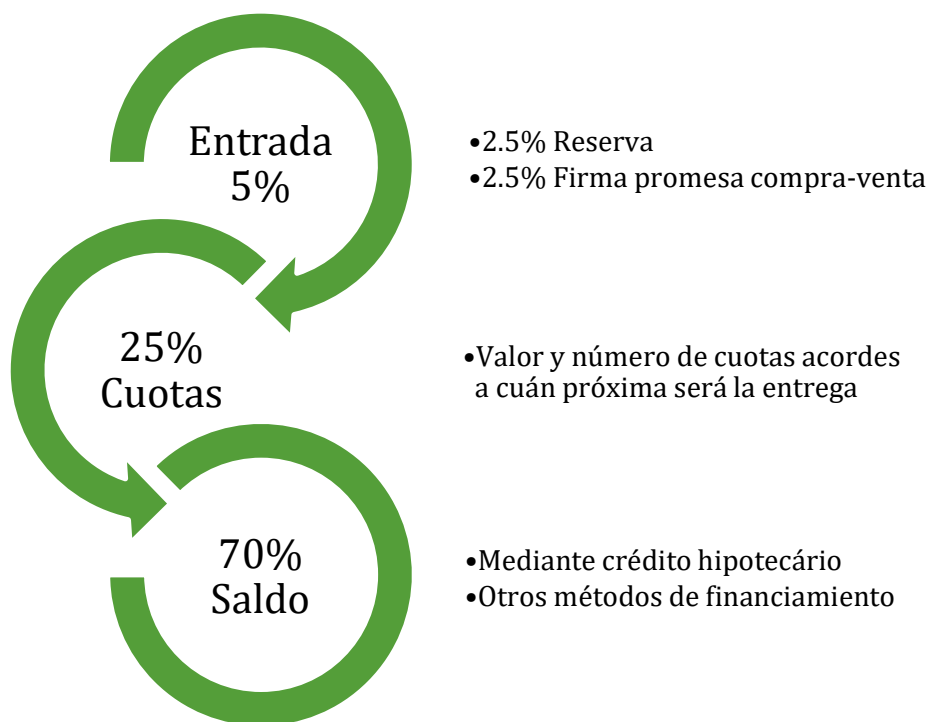 Entrada
5%
•2.5% Reserva
•2.5% Firma promesa compra-venta
25%
Cuotas
•Valor y número de cuotas acordes
a cuán próxima será la entrega
70%
Saldo
•Mediante crédito hipotecário
•Otros métodos de financiamiento